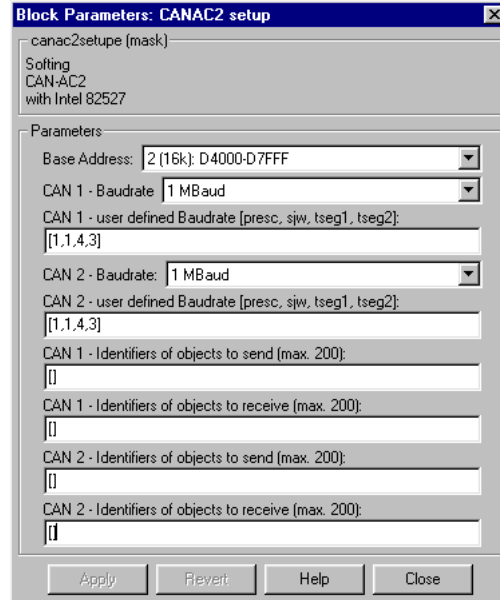 Block Parameters: CANAC2 setup
canac2setupe (mask)
Softing
CAN-AC2
with Intel 82527
Parameters
Base Address: 2 (16k): D4000-D7FFF
CAN 1 - Baudrate 1 MBaud
CAN 1 - user defined Baudrate [presc, sjw, tseg1, tseg2]:
[1,1,4,3]
CAN 2 - Baudrate: 1 MBaud
CAN 2 - user defined Baudrate [presc, sjw, tseg1, tseg2]:
[1,1,4,3]
CAN 1 - Identifiers of objects to send (max. 200):
[]
CAN 1 - Identifiers of objects to receive (max. 200):
[]
CAN 2 - Identifiers of objects to send (max. 200):
[]
CAN 2 - Identifiers of objects to receive (max. 200):
[]
Apply Revert Help Close